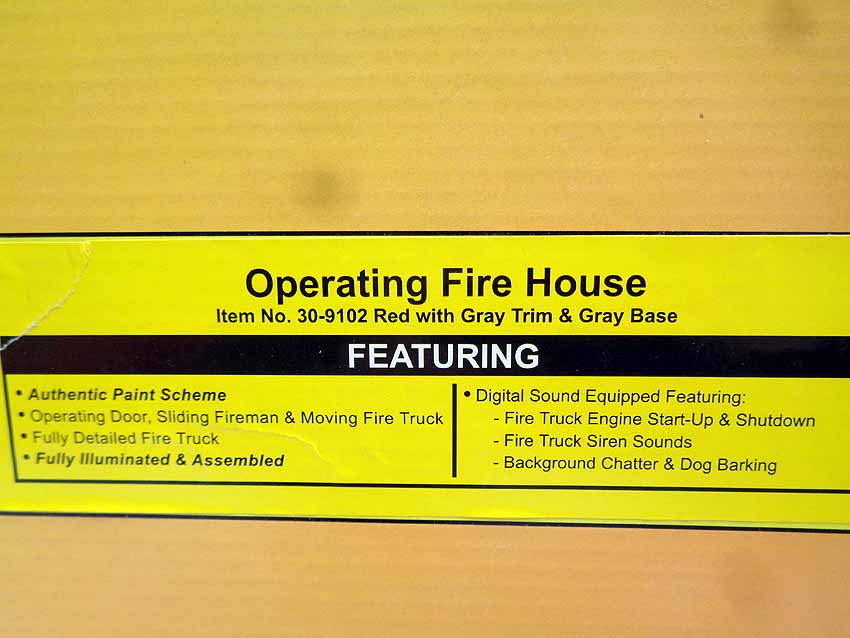 Operating Fire House
Item No. 30-9102 Red with Gray Trim & Gray Base
FEATURING
• Authentic Paint Scheme
• Operating Door, Sliding Fireman & Moving Fire Truck
• Fully Detailed Fire Truck
• Fully Illuminated & Assembled
• Digital Sound Equipped Featuring:
- Fire Truck Engine Start-Up & Shutdown
- Fire Truck Siren Sounds
- Background Chatter & Dog Barking